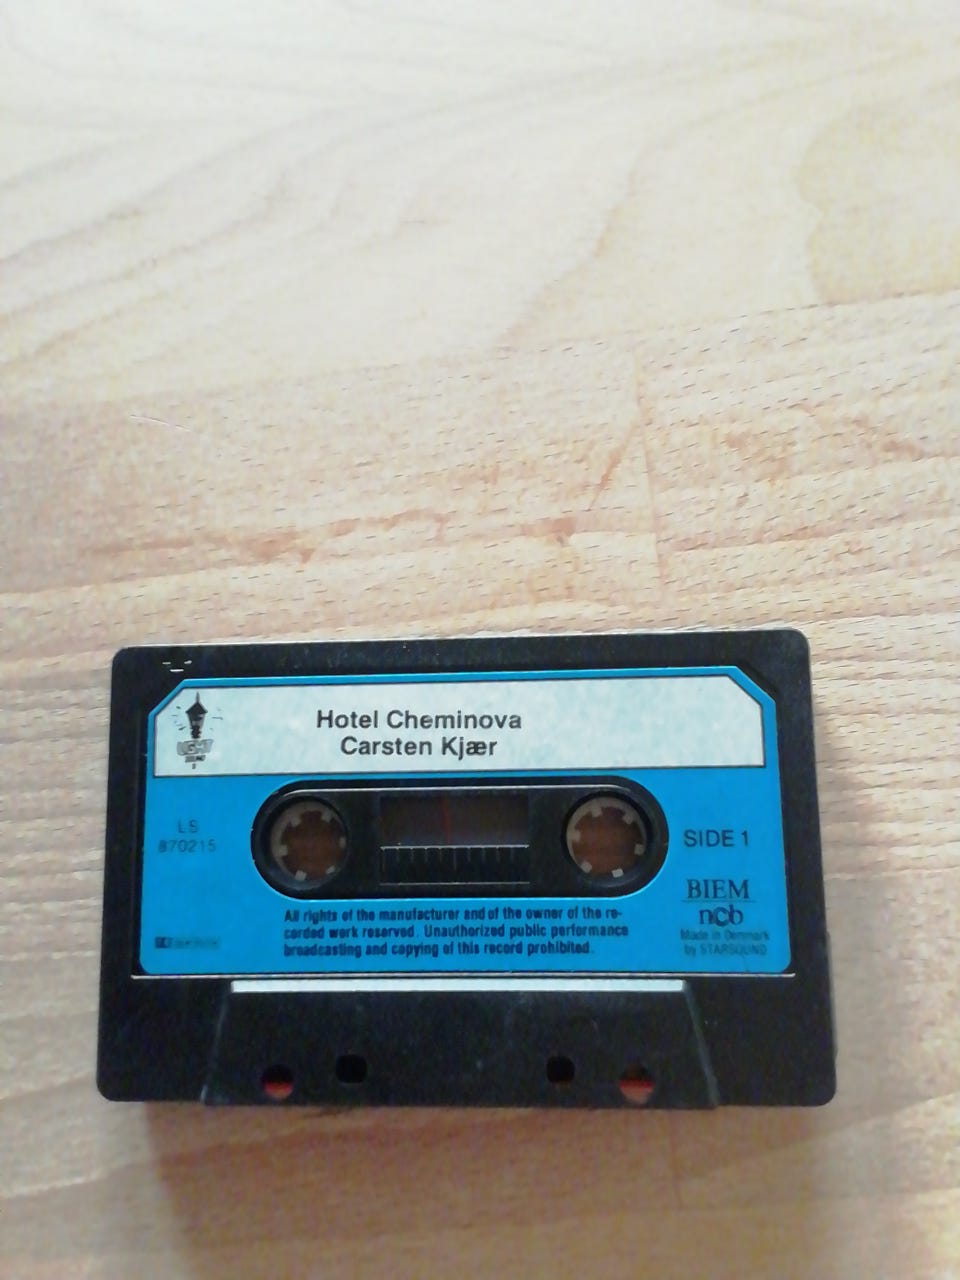 Hotel Cheminova
Carsten Kjær
LIGHT
SOUND
LS
870215
SIDE 1
BIEM
ncb
Made in Denmark
by STARSOUND
All rights of the manufacturer and of the owner of the re-
corded work reserved. Unauthorized public performance
broadcasting and copying of this record prohibited.